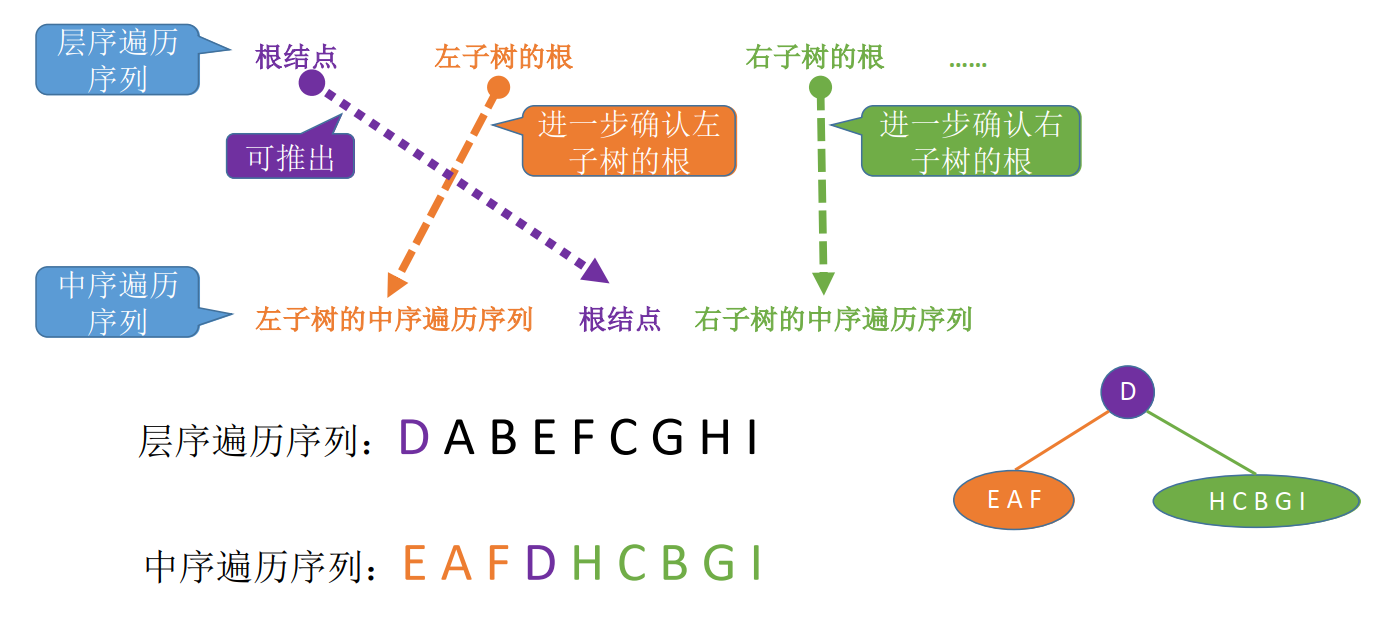 层序遍历
序列
根结点
左子树的根
右子树的根
……
可推出
进一步确认左
子树的根
进一步确认右
子树的根
中序遍历
序列
左子树的中序遍历序列
根结点
右子树的中序遍历序列
D
层序遍历序列：D A B E F C G H I
E A F
H C B G I
中序遍历序列：E A F D H C B G I